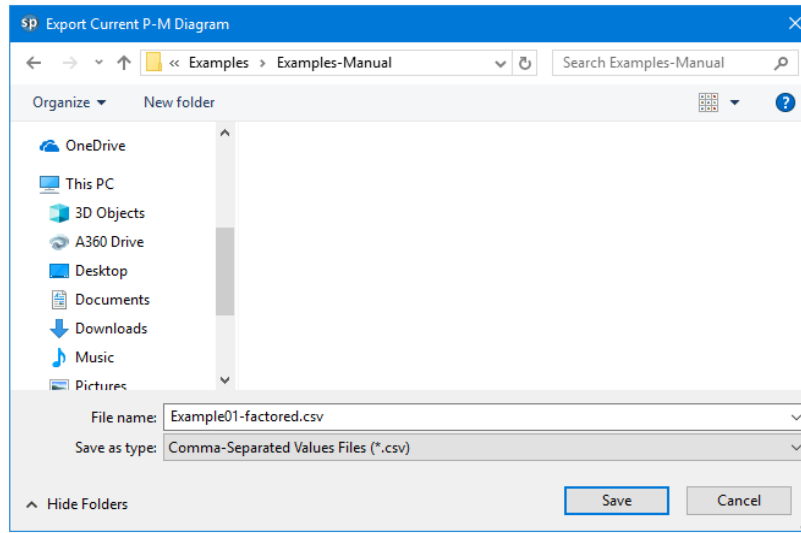 sp Export Current P-M Diagram
« Examples > Examples-Manual
Search Examples-Manual
Organize New folder
?
OneDrive
This PC
3D Objects
A360 Drive
Desktop
Documents
Downloads
Music
Pictures
File name: Example01-factored.csv
Save as type: Comma-Separated Values Files (*.csv)
Hide Folders
Save
Cancel